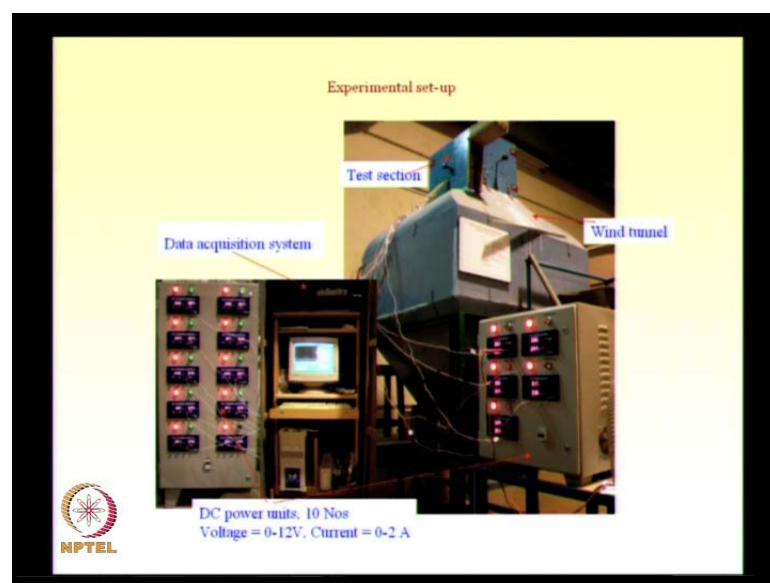 Experimental set-up
Test section
Wind tunnel
Data acquisition system
DC power units, 10 Nos
Voltage = 0-12V, Current = 0-2 A
NPTEL